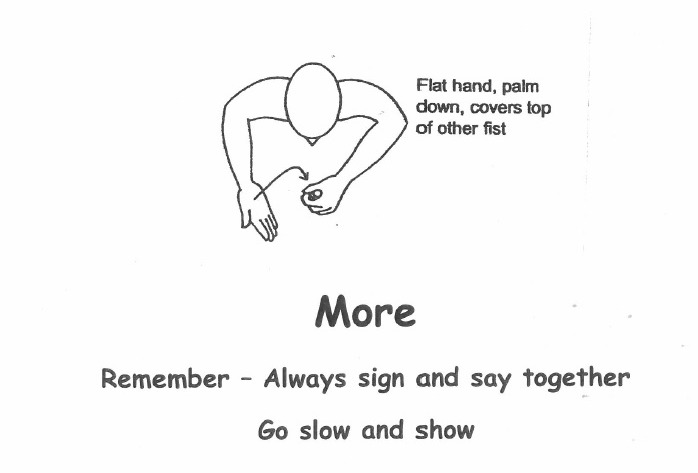 Flat hand, palm
down, covers top
of other fist
More
Remember – Always sign and say together
Go slow and show